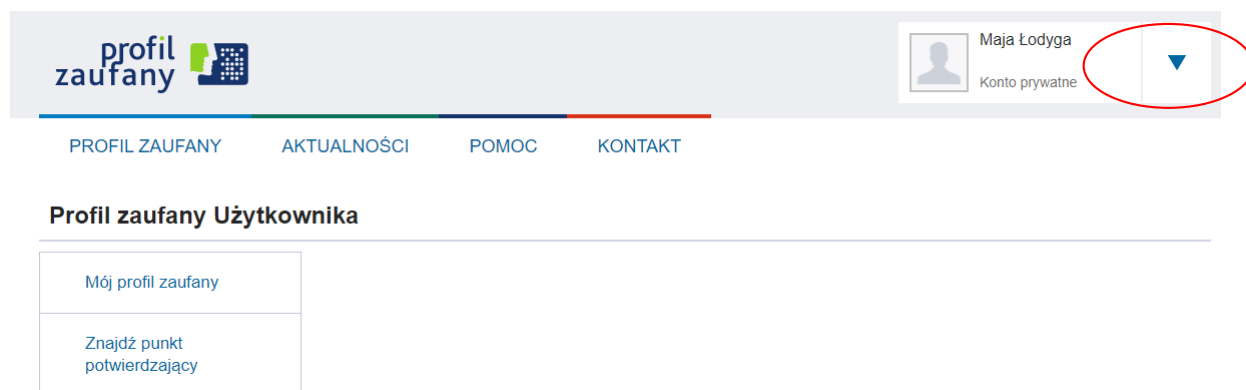 profil
zaufany
Maja Łodyga
Konto prywatne
PROFIL ZAUFANY AKTUALNOŚCI POMOC KONTAKT
Profil zaufany Użytkownika
Mój profil zaufany
Znajdź punkt
potwierdzający